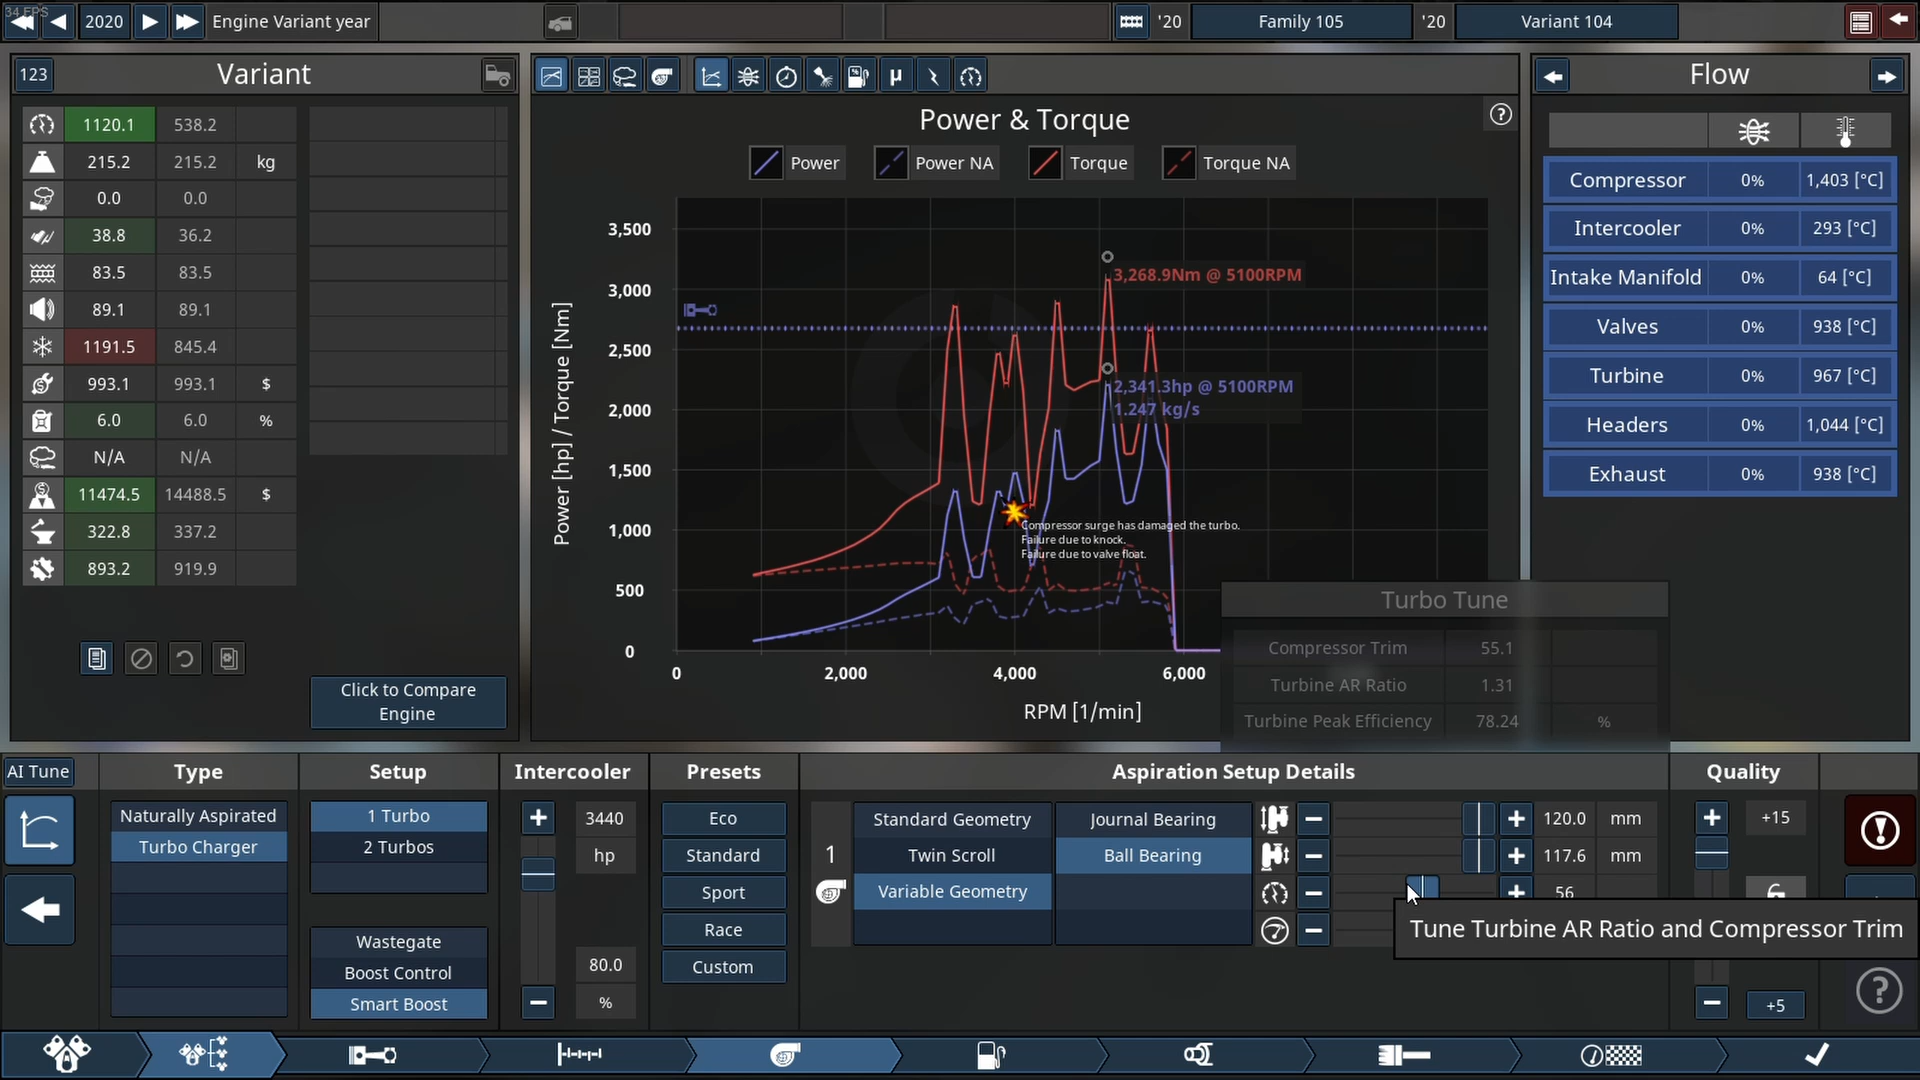 34 FPS
2020
Engine Variant year
'20
Family 105
'20
Variant 104
123
Variant
1120.1 538.2
215.2 215.2 kg
0.0 0.0
38.8 36.2
83.5 83.5
89.1 89.1
1191.5 845.4
993.1 993.1 $
6.0 6.0 %
N/A N/A
11474.5 14488.5 $
322.8 337.2
893.2 919.9
Click to Compare
Engine
μ
Power & Torque
?
Power
Power NA
Torque
Torque NA
Power [hp] / Torque [Nm]
3,500
3,000
2,500
2,000
1,500
1,000
500
0
3,268.9Nm @ 5100RPM
2,341.3hp @ 5100RPM
1.247 kg/s
Compressor surge has damaged the turbo.
Failure due to knock.
Failure due to valve float.
0 2,000 4,000 6,000
RPM [1/min]
Turbo Tune
Compressor Trim 55.1
Turbine AR Ratio 1.31
Turbine Peak Efficiency 78.24 %
Flow
Compressor 0% 1,403 [°C]
Intercooler 0% 293 [°C]
Intake Manifold 0% 64 [°C]
Valves 0% 938 [°C]
Turbine 0% 967 [°C]
Headers 0% 1,044 [°C]
Exhaust 0% 938 [°C]
AI Tune
Type
Naturally Aspirated
Turbo Charger
Setup
1 Turbo
2 Turbos
Wastegate
Boost Control
Smart Boost
Intercooler
3440
hp
80.0
%
Presets
Eco
Standard
Sport
Race
Custom
Aspiration Setup Details
1
Standard Geometry
Twin Scroll
Variable Geometry
Journal Bearing
Ball Bearing
120.0 mm
117.6 mm
56
Tune Turbine AR Ratio and Compressor Trim
Quality
+15
+5
?